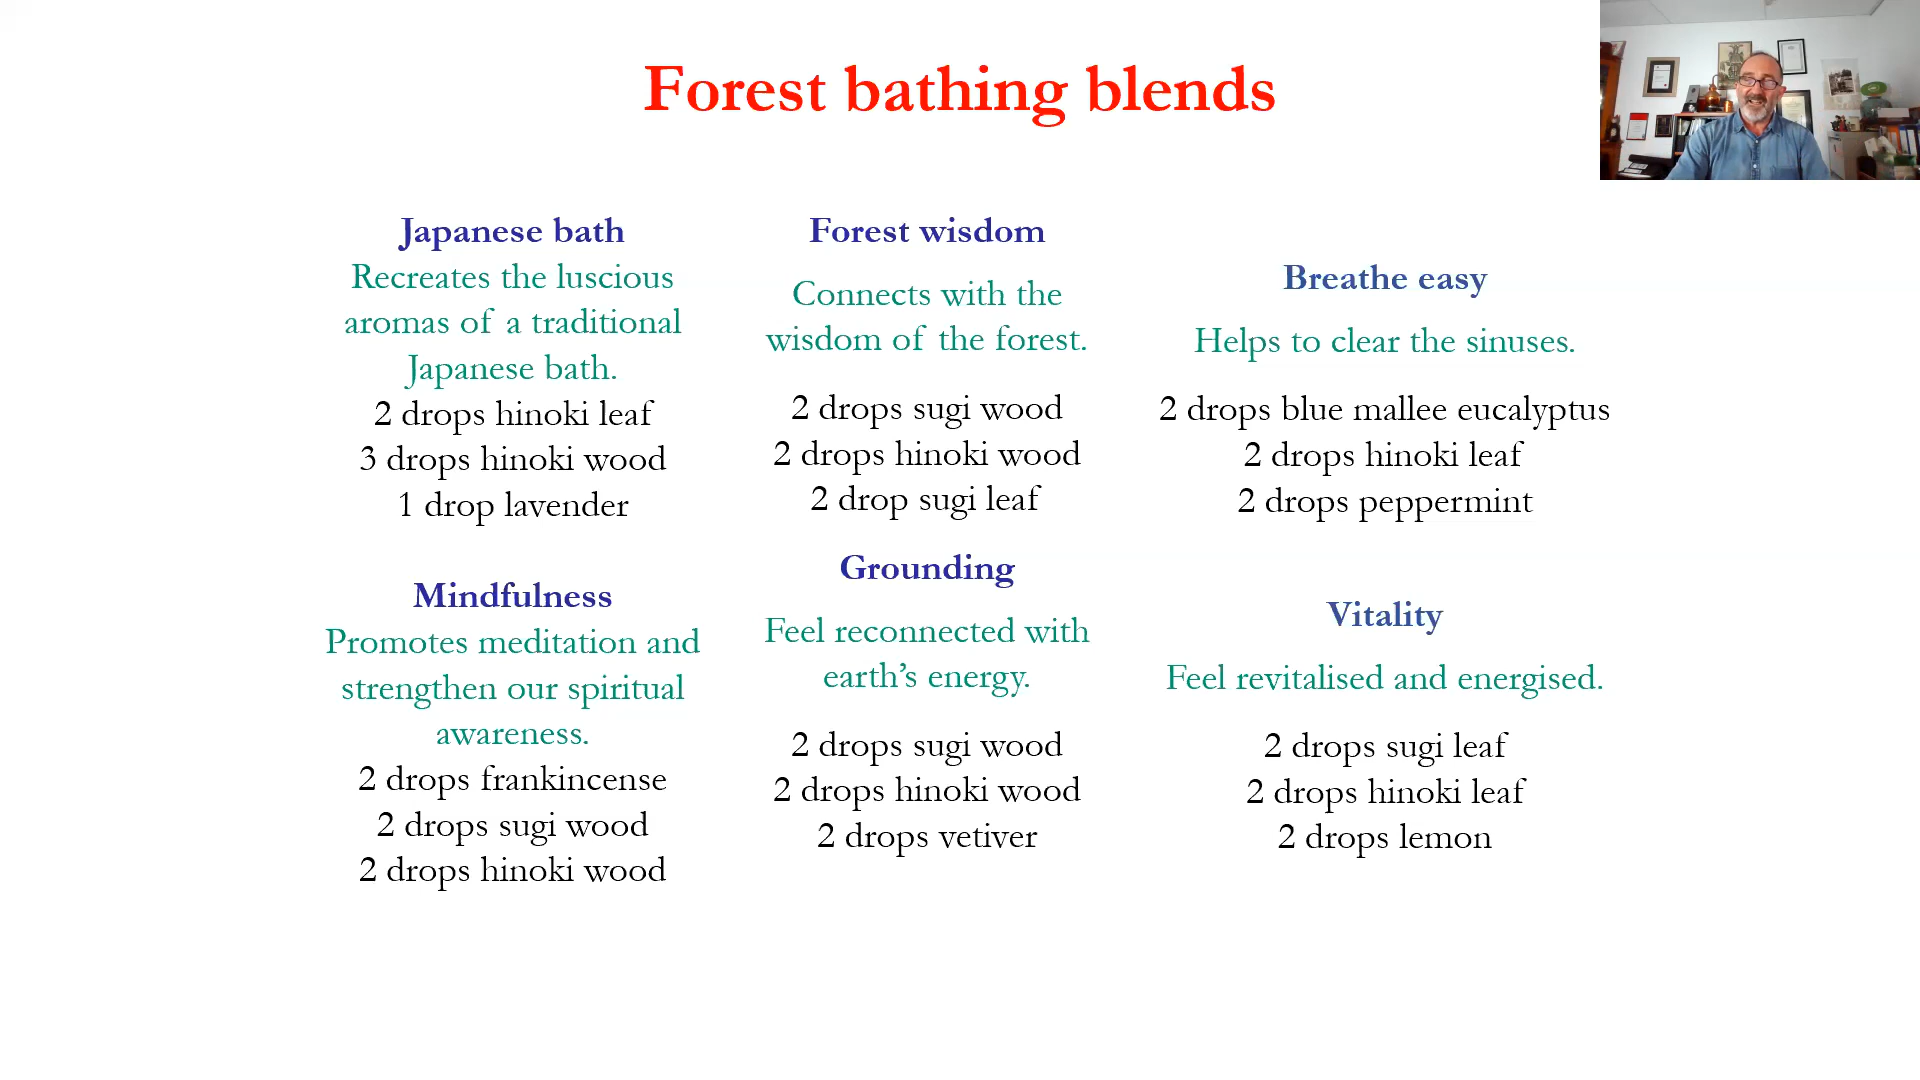 Forest bathing blends
Japanese bath
Recreates the luscious
aromas of a traditional
Japanese bath.
2 drops hinoki leaf
3 drops hinoki wood
1 drop lavender
Mindfulness
Promotes meditation and
strengthen our spiritual
awareness.
2 drops frankincense
2 drops sugi wood
2 drops hinoki wood
Forest wisdom
Connects with the
wisdom of the forest.
2 drops sugi wood
2 drops hinoki wood
2 drop sugi leaf
Grounding
Feel reconnected with
earth’s energy.
2 drops sugi wood
2 drops hinoki wood
2 drops vetiver
Breathe easy
Helps to clear the sinuses.
2 drops blue mallee eucalyptus
2 drops hinoki leaf
2 drops peppermint
Vitality
Feel revitalised and energised.
2 drops sugi leaf
2 drops hinoki leaf
2 drops lemon